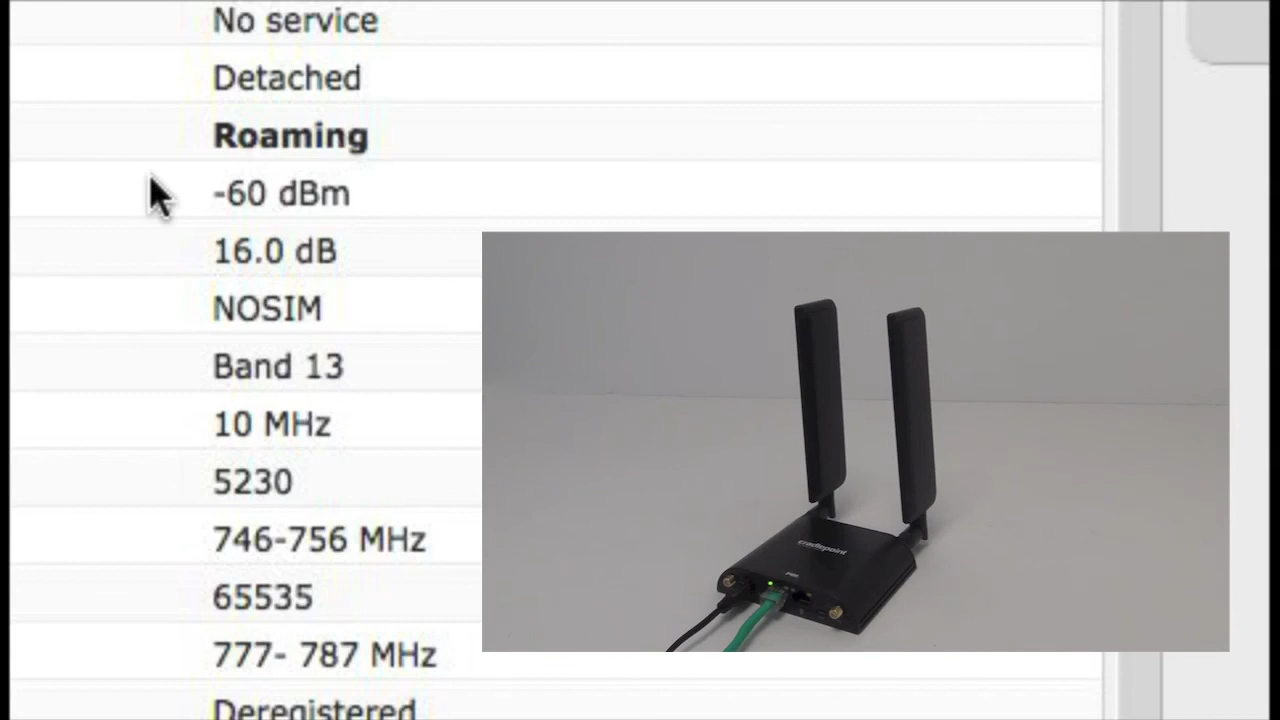 No service
Detached
Roaming
-60 dBm
16.0 dB
NOSIM
Band 13
10 MHz
5230
746-756 MHz
65535
777- 787 MHz
Deregistered
cradlepoint